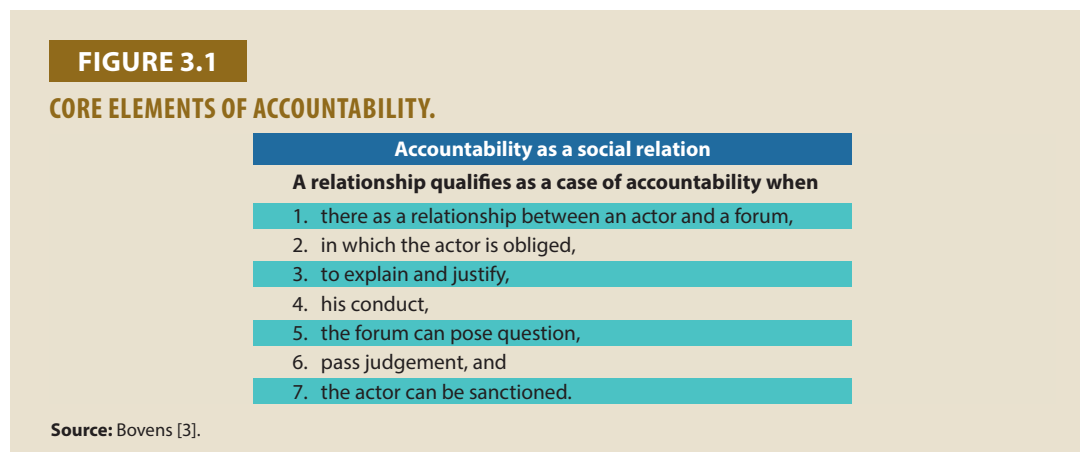 FIGURE 3.1
CORE ELEMENTS OF ACCOUNTABILITY.
Accountability as a social relation
A relationship qualifies as a case of accountability when
1. there as a relationship between an actor and a forum,
2. in which the actor is obliged,
3. to explain and justify,
4. his conduct,
5. the forum can pose question,
6. pass judgement, and
7. the actor can be sanctioned.
Source: Bovens [3].